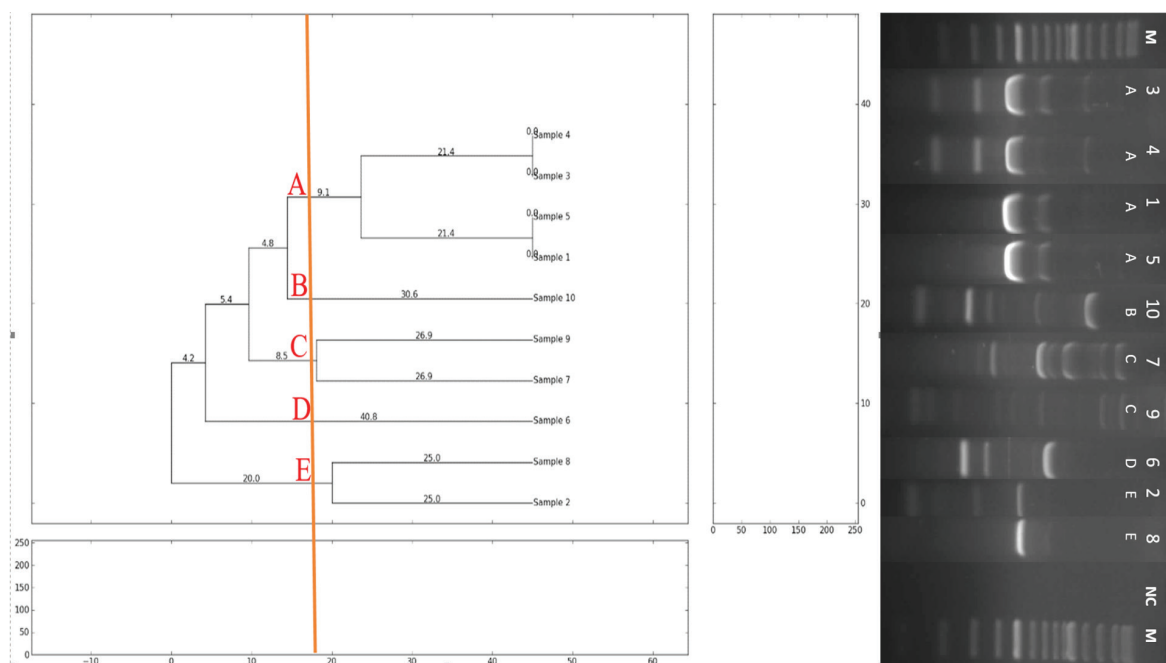 40
30
20
10
0
0 50 100 150 200 250
0.0 Sample 4
21.4
0.0 Sample 3
A 9.1
0.0 Sample 5
21.4
0.0 Sample 1
4.8
B 30.6 Sample 10
5.4
26.9 Sample 9
C 8.5
4.2
26.9 Sample 7
D 40.8 Sample 6
25.0 Sample 8
E
20.0
25.0 Sample 2
250
200
150
100
50
0
−10 0 10 20 30 40 50 60
M
A 3
A 4
A 1
A 5
B 10
C 7
C 9
D 6
E 2
E 8
NC
M